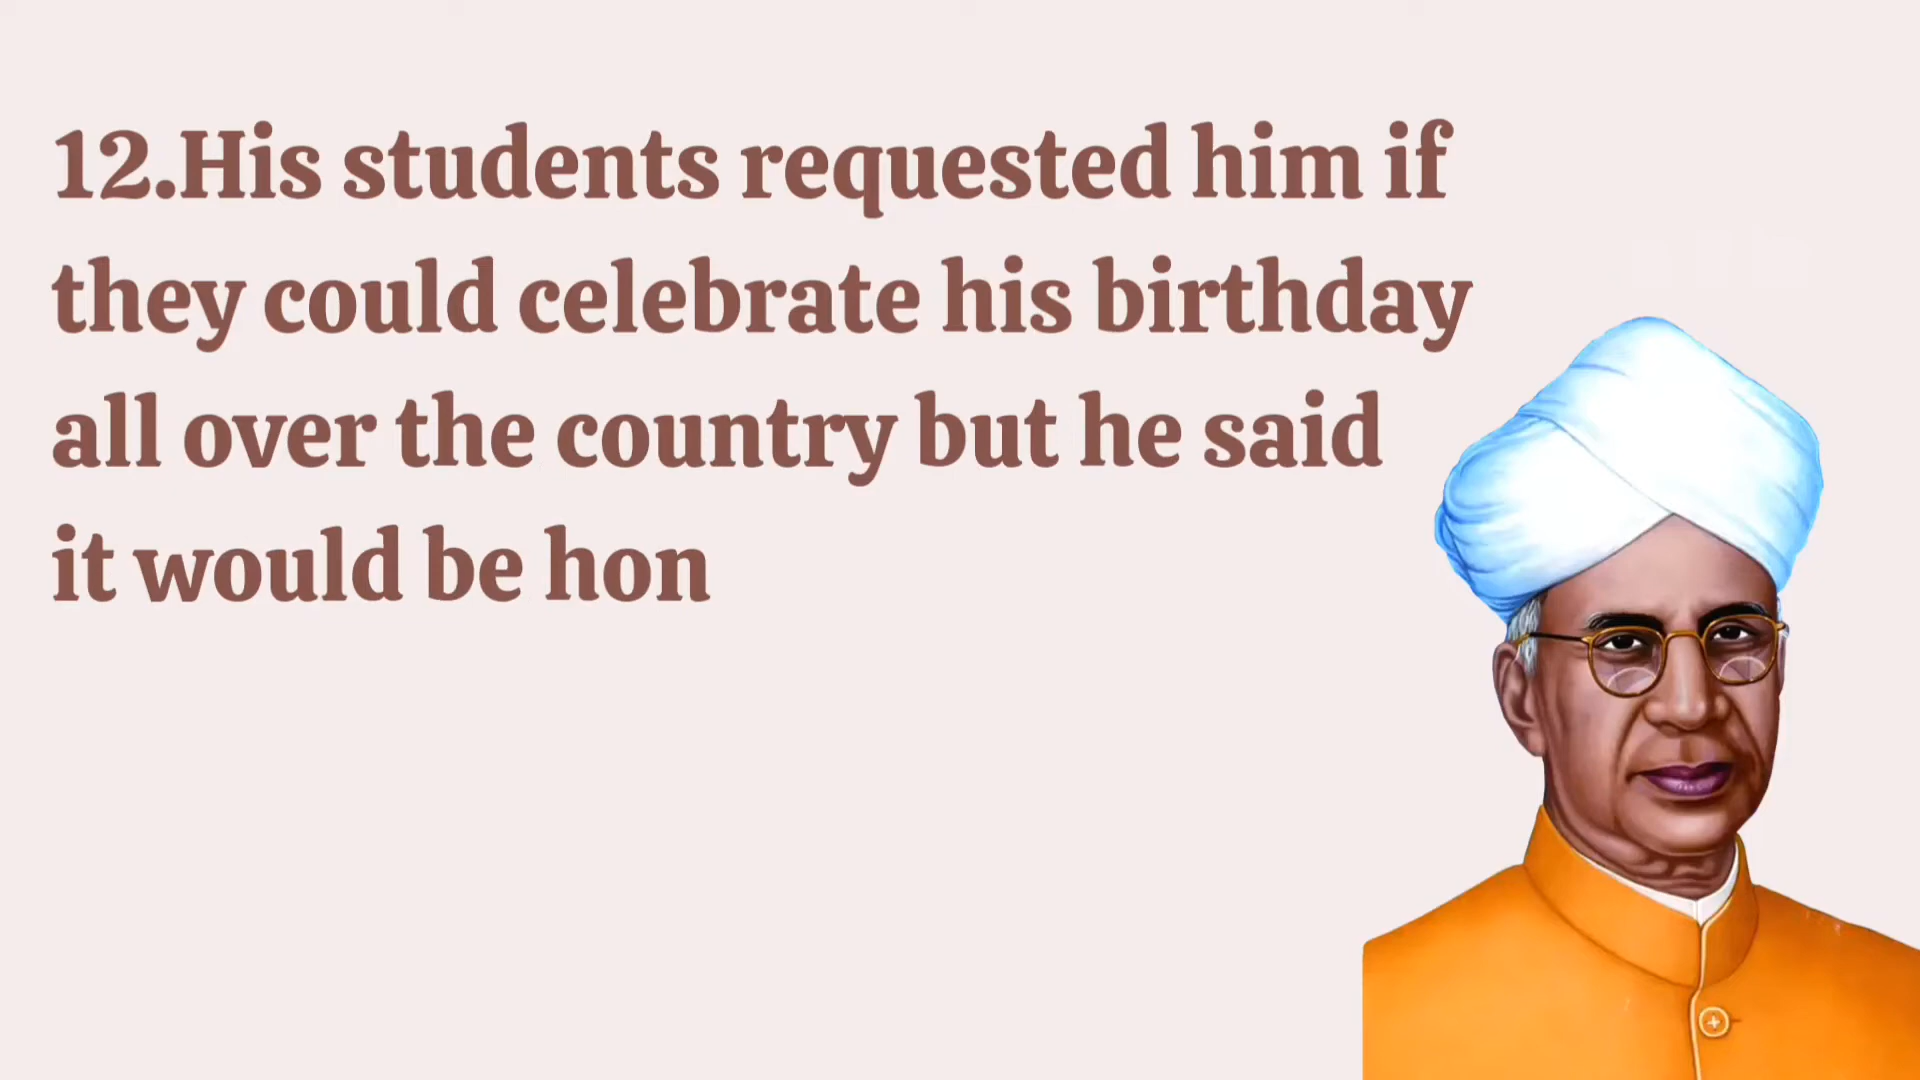 12.His students requested him if
they could celebrate his birthday
all over the country but he said
it would be hon